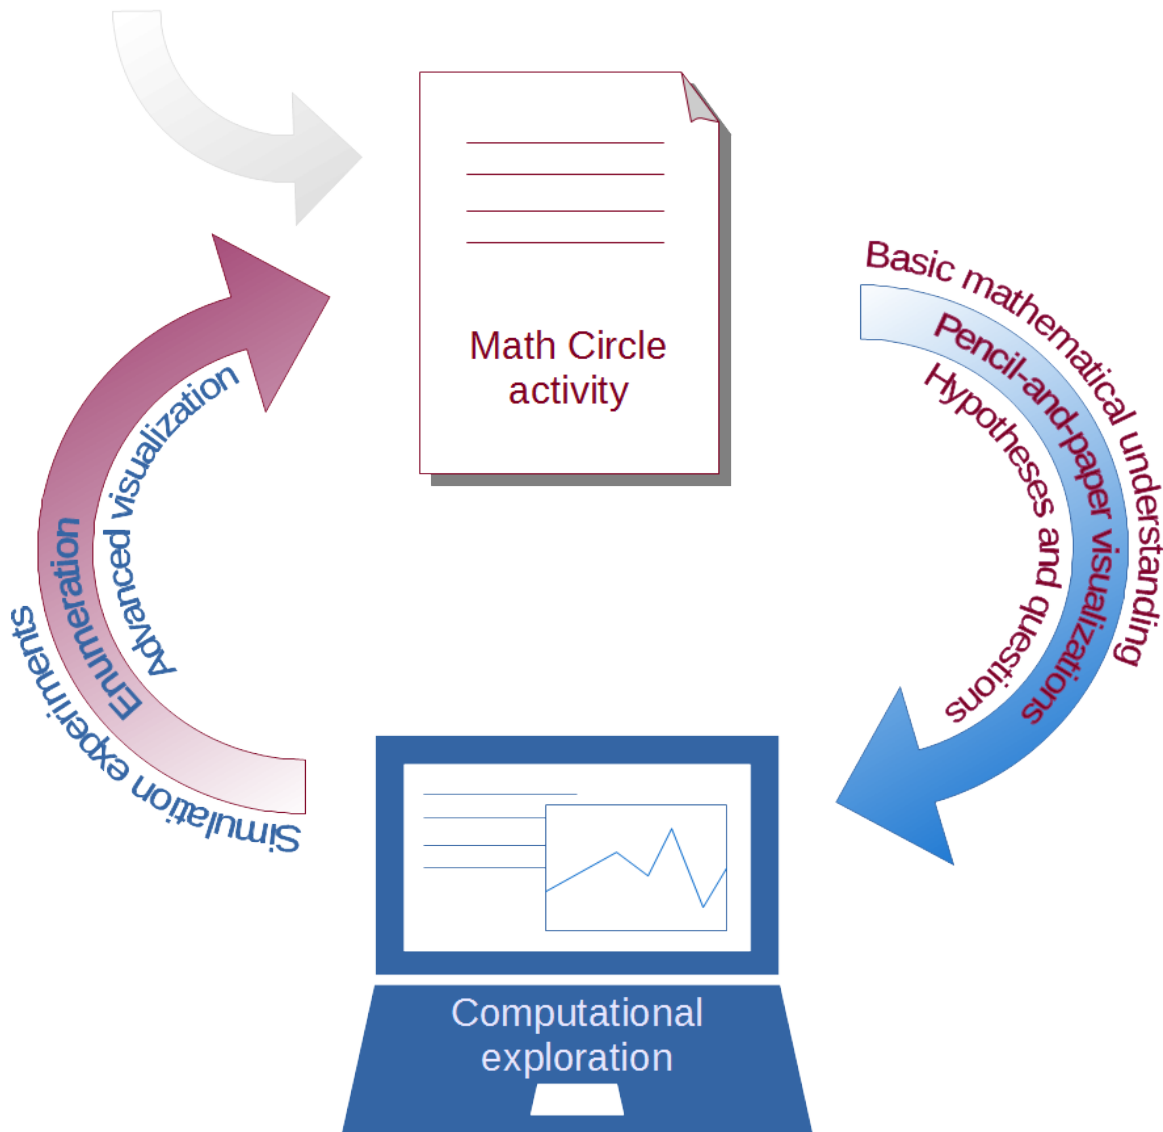 Math Circle
activity
Basic mathematical understanding
Pencil-and-paper visualizations
Hypotheses and questions
Computational
exploration
Simulation experiments
Enumeration
Advanced visualization